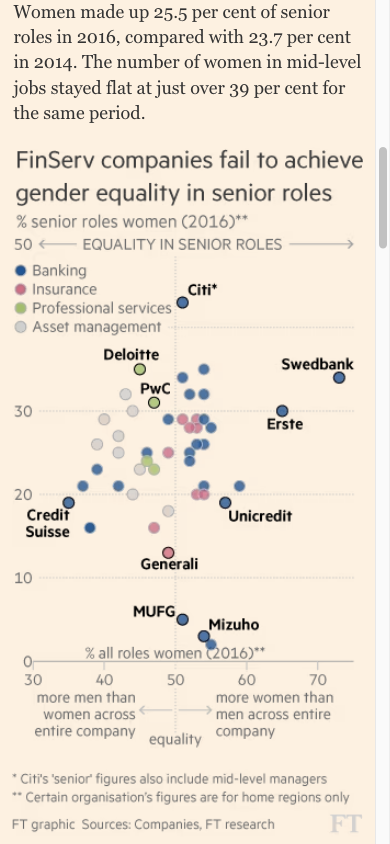 Women made up 25.5 per cent of senior
roles in 2016, compared with 23.7 per cent
in 2014. The number of women in mid-level
jobs stayed flat at just over 39 per cent for
the same period.
FinServ companies fail to achieve
gender equality in senior roles
% senior roles women (2016)**
50 EQUALITY IN SENIOR ROLES
Banking
Insurance
Professional services
Asset management
Citi*
Deloitte
Swedbank
PwC
30
Erste
20
Credit
Suisse
Unicredit
Generali
10
MUFG
Mizuho
% all roles women (2016)**
0
30 40 50 60 70
more men than
women across
entire company
equality
more women than
men across entire
company
* Citi's 'senior' figures also include mid-level managers
** Certain organisation's figures are for home regions only
FT graphic Sources: Companies, FT research
FT